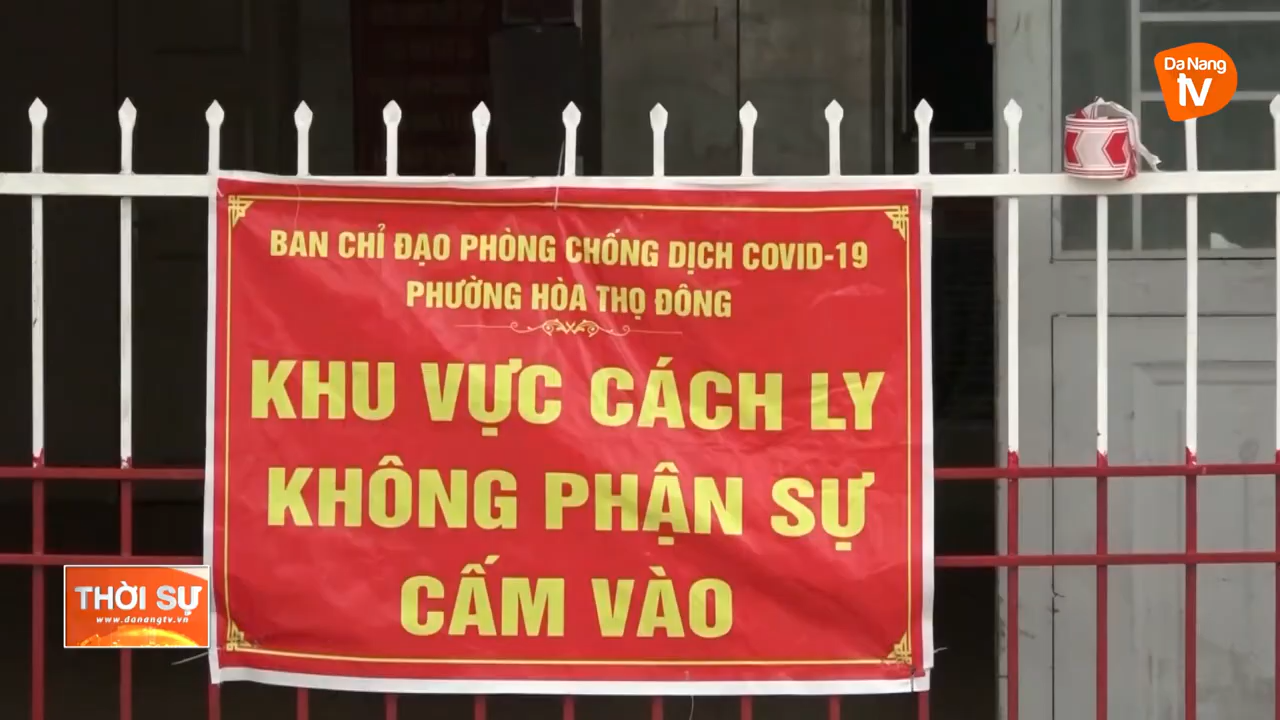 Da Nang
tv
BAN CHỈ ĐẠO PHÒNG CHỐNG DỊCH COVID-19
PHƯỜNG HÒA THỌ ĐÔNG
KHU VỰC CÁCH LY
KHÔNG PHẬN SỰ
CẤM VÀO
THỜI SỰ
www.danangtv.vn